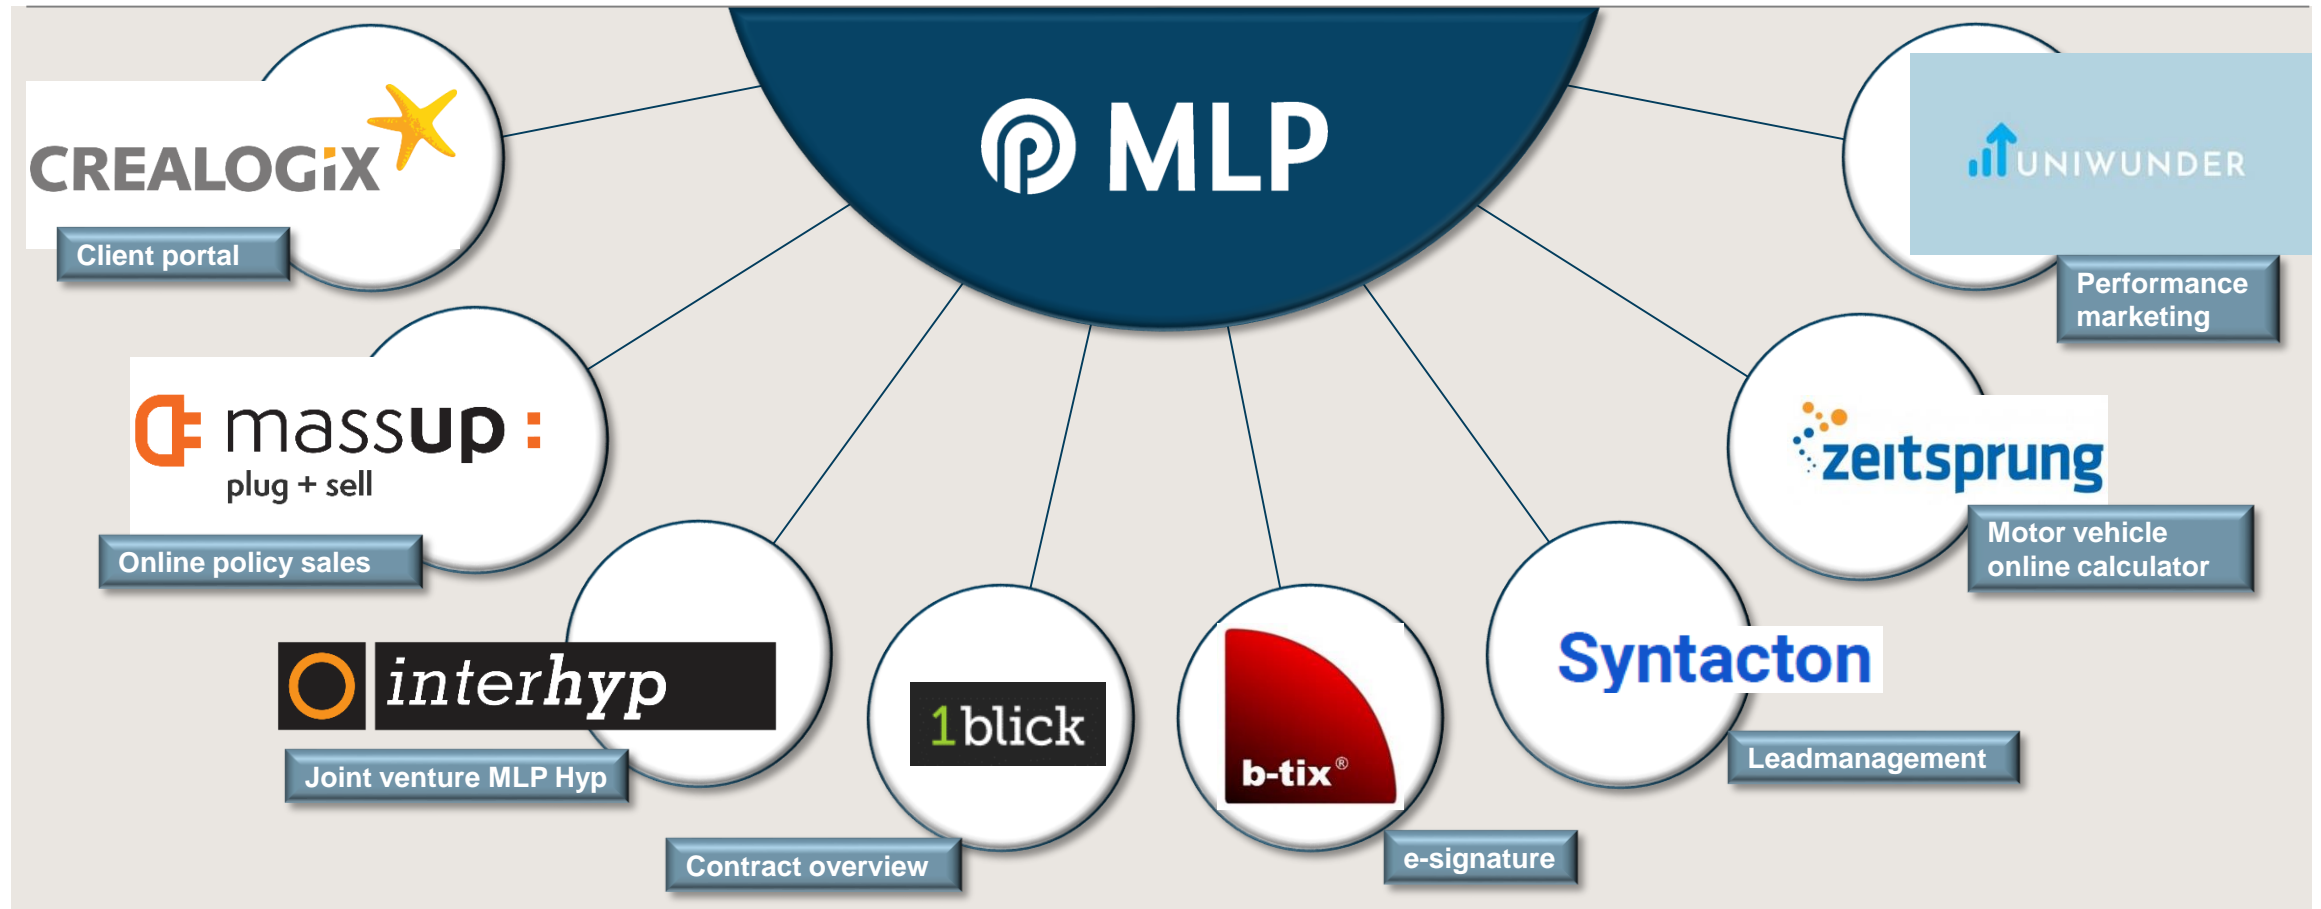 MLP
CREALOGiX
Client portal
massup:
plug + sell
Online policy sales
interhyp
Joint venture MLP Hyp
1blick
Contract overview
b-tix®
e-signature
Syntacton
Leadmanagement
zeitsprung
Motor vehicle
online calculator
UNIWUNDER
Performance
marketing